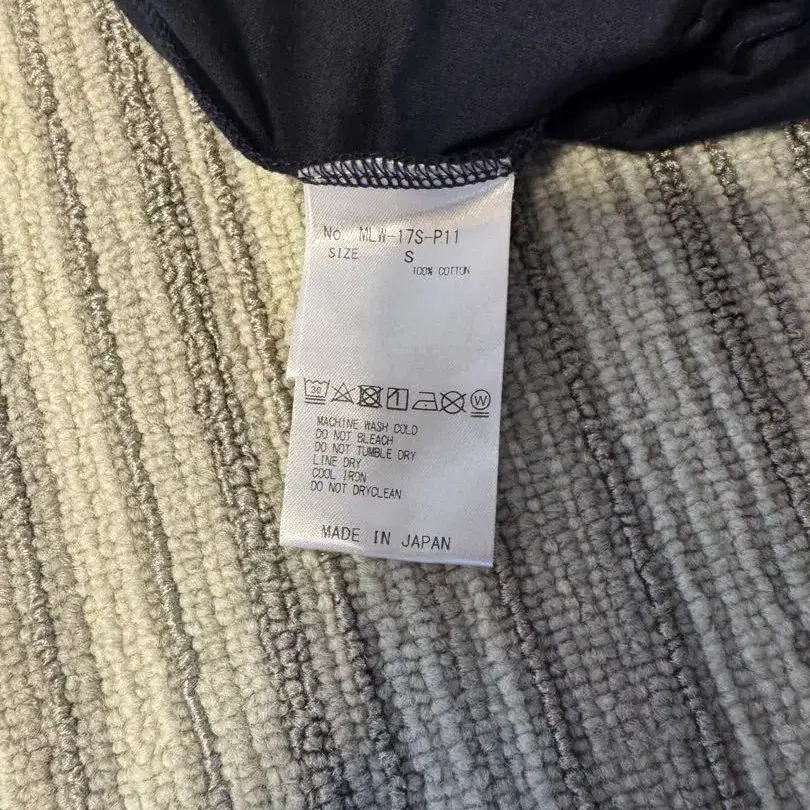 No MLW-17S-P11
SIZE S
100% COTTON
30 W
MACHINE WASH COLD
DO NOT BLEACH
DO NOT TUMBLE DRY
LINE DRY
COOL IRON
DO NOT DRYCLEAN
MADE IN JAPAN